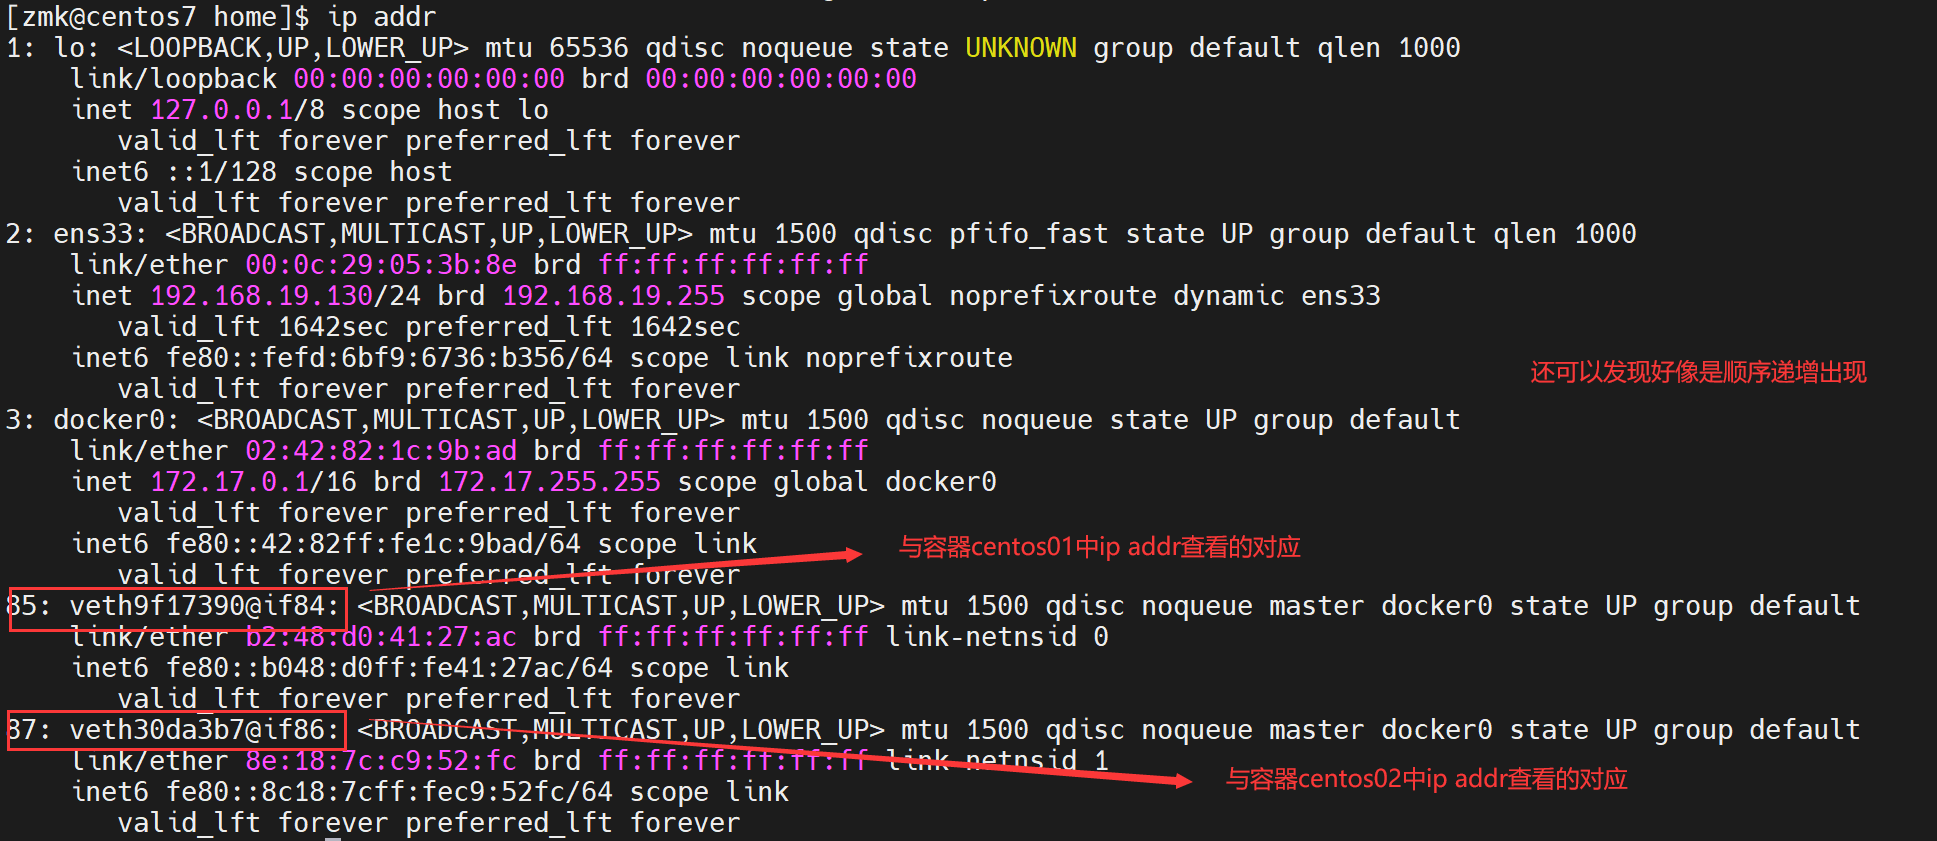 [zmk@centos7 home]$ ip addr
1: lo: <LOOPBACK,UP,LOWER_UP> mtu 65536 qdisc noqueue state UNKNOWN group default qlen 1000
link/loopback 00:00:00:00:00:00 brd 00:00:00:00:00:00
inet 127.0.0.1/8 scope host lo
valid_lft forever preferred_lft forever
inet6 ::1/128 scope host
valid_lft forever preferred_lft forever
2: ens33: <BROADCAST,MULTICAST,UP,LOWER_UP> mtu 1500 qdisc pfifo_fast state UP group default qlen 1000
link/ether 00:0c:29:05:3b:8e brd ff:ff:ff:ff:ff:ff
inet 192.168.19.130/24 brd 192.168.19.255 scope global noprefixroute dynamic ens33
valid_lft 1642sec preferred_lft 1642sec
inet6 fe80::fefd:6bf9:6736:b356/64 scope link noprefixroute
还可以发现好像是顺序递增出现
valid_lft forever preferred_lft forever
3: docker0: <BROADCAST,MULTICAST,UP,LOWER_UP> mtu 1500 qdisc noqueue state UP group default
link/ether 02:42:82:1c:9b:ad brd ff:ff:ff:ff:ff:ff
inet 172.17.0.1/16 brd 172.17.255.255 scope global docker0
valid_lft forever preferred_lft forever
inet6 fe80::42:82ff:fe1c:9bad/64 scope link
与容器centos01中ip addr查看的对应
valid_lft forever preferred_lft forever
85: veth9f17390@if84: <BROADCAST,MULTICAST,UP,LOWER_UP> mtu 1500 qdisc noqueue master docker0 state UP group default
link/ether b2:48:d0:41:27:ac brd ff:ff:ff:ff:ff:ff link-netnsid 0
inet6 fe80::b048:d0ff:fe41:27ac/64 scope link
valid_lft forever preferred_lft forever
87: veth30da3b7@if86: <BROADCAST,MULTICAST,UP,LOWER_UP> mtu 1500 qdisc noqueue master docker0 state UP group default
link/ether 8e:18:7c:c9:52:fc brd ff:ff:ff:ff:ff:ff link-netnsid 1
与容器centos02中ip addr查看的对应
inet6 fe80::8c18:7cff:fec9:52fc/64 scope link
valid_lft forever preferred_lft forever